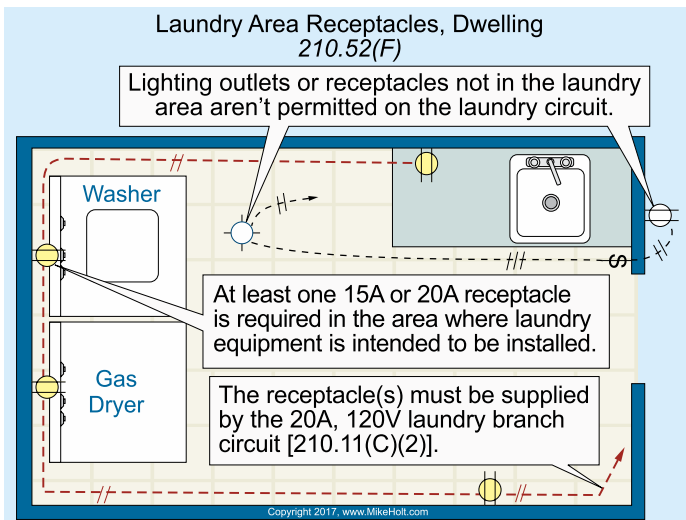 Laundry Area Receptacles, Dwelling
210.52(F)
Lighting outlets or receptacles not in the laundry
area aren’t permitted on the laundry circuit.
Washer
S
At least one 15A or 20A receptacle
is required in the area where laundry
equipment is intended to be installed.
Gas
Dryer
The receptacle(s) must be supplied
by the 20A, 120V laundry branch
circuit [210.11(C)(2)].
Copyright 2017, www.MikeHolt.com